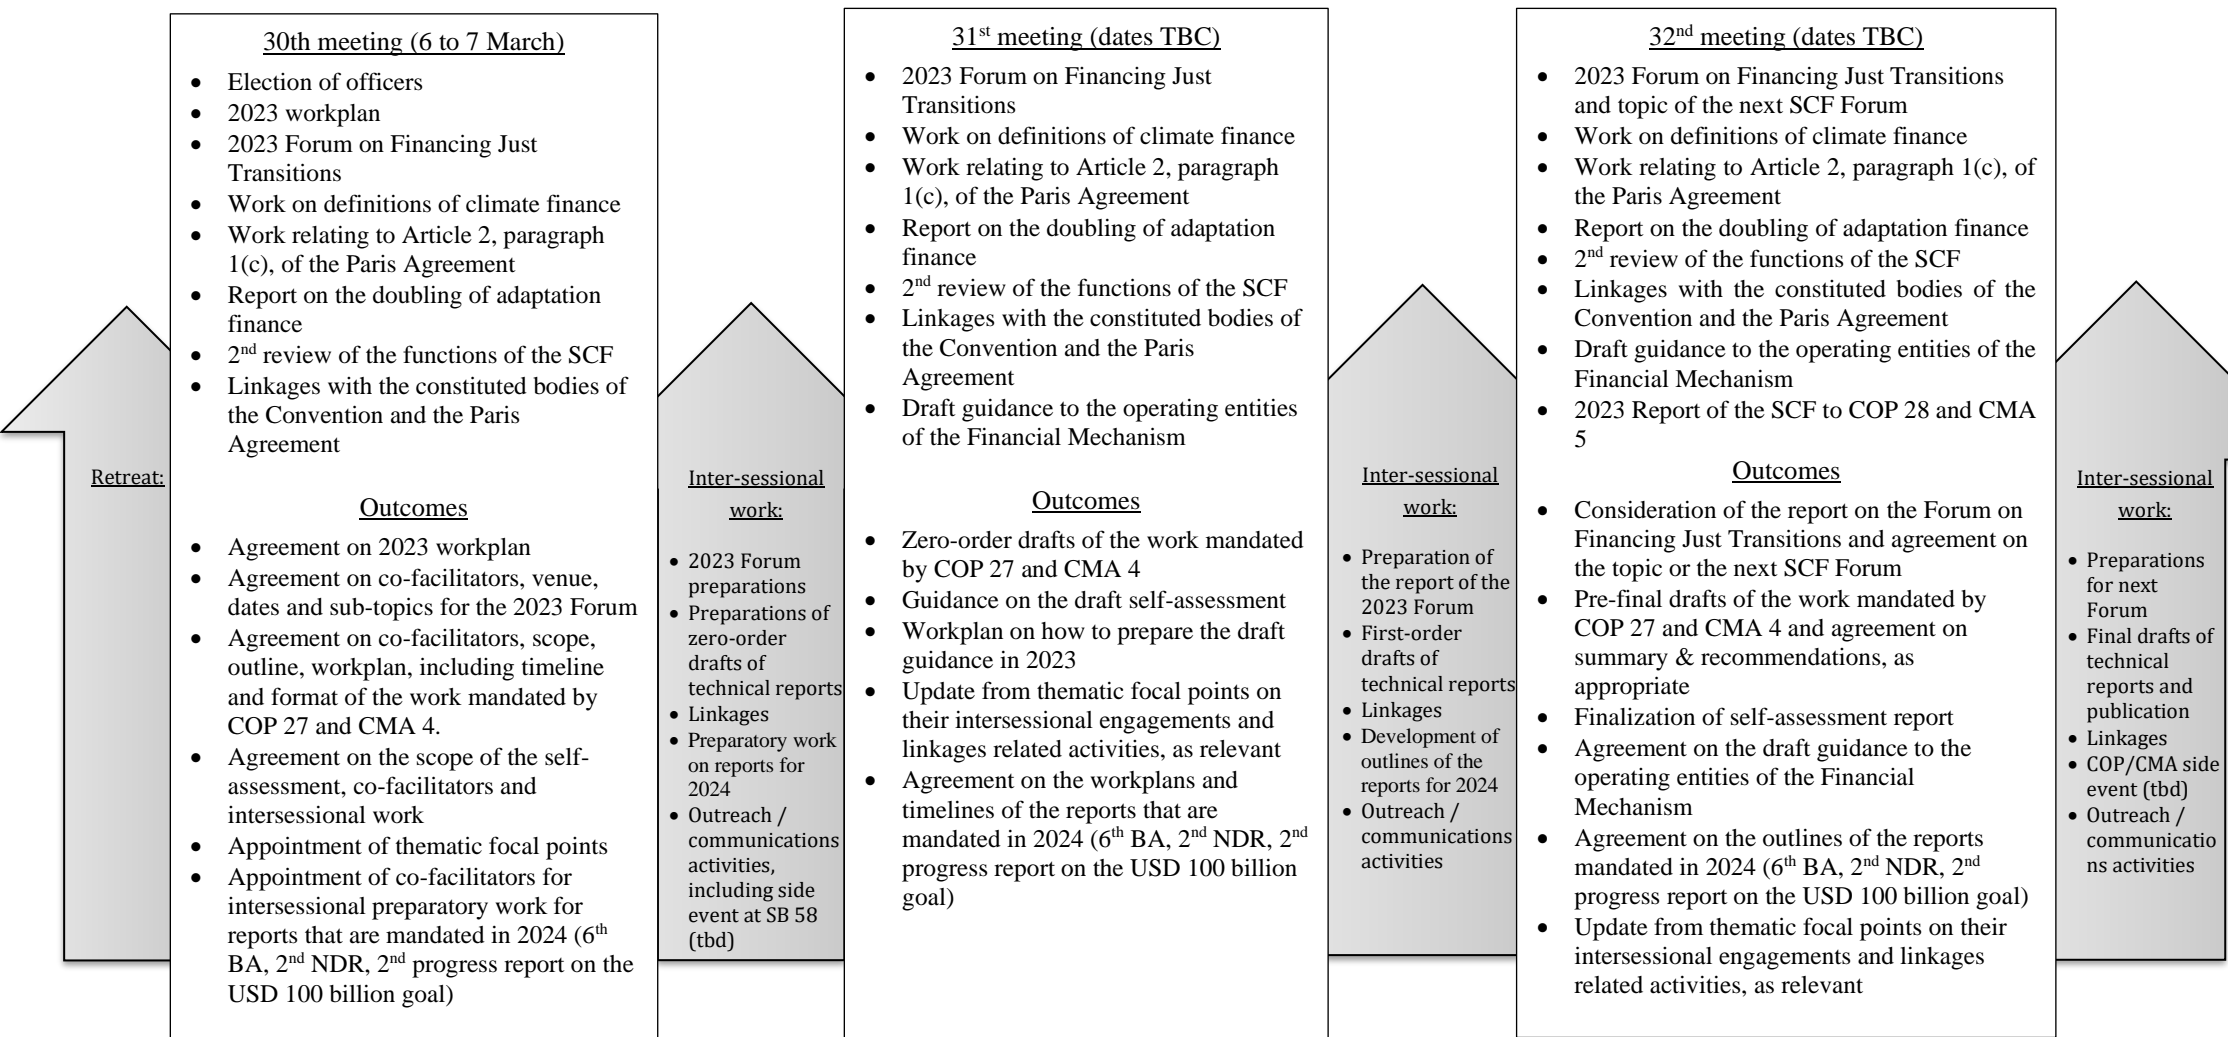 Retreat:
30th meeting (6 to 7 March)
• Election of officers
• 2023 workplan
• 2023 Forum on Financing Just
Transitions
• Work on definitions of climate finance
• Work relating to Article 2, paragraph
1(c), of the Paris Agreement
• Report on the doubling of adaptation
finance
• 2nd review of the functions of the SCF
• Linkages with the constituted bodies of
the Convention and the Paris
Agreement
Outcomes
• Agreement on 2023 workplan
• Agreement on co-facilitators, venue,
dates and sub-topics for the 2023 Forum
• Agreement on co-facilitators, scope,
outline, workplan, including timeline
and format of the work mandated by
COP 27 and CMA 4.
• Agreement on the scope of the self-
assessment, co-facilitators and
intersessional work
• Appointment of thematic focal points
• Appointment of co-facilitators for
intersessional preparatory work for
reports that are mandated in 2024 (6th
BA, 2nd NDR, 2nd progress report on the
USD 100 billion goal)
Inter-sessional
work:
• 2023 Forum
preparations
• Preparations of
zero-order
drafts of
technical reports
• Linkages
• Preparatory work
on reports for
2024
• Outreach /
communications
activities,
including side
event at SB 58
(tbd)
31st meeting (dates TBC)
• 2023 Forum on Financing Just
Transitions
• Work on definitions of climate finance
• Work relating to Article 2, paragraph
1(c), of the Paris Agreement
• Report on the doubling of adaptation
finance
• 2nd review of the functions of the SCF
• Linkages with the constituted bodies of
the Convention and the Paris
Agreement
• Draft guidance to the operating entities
of the Financial Mechanism
Outcomes
• Zero-order drafts of the work mandated
by COP 27 and CMA 4
• Guidance on the draft self-assessment
• Workplan on how to prepare the draft
guidance in 2023
• Update from thematic focal points on
their intersessional engagements and
linkages related activities, as relevant
• Agreement on the workplans and
timelines of the reports that are
mandated in 2024 (6th BA, 2nd NDR, 2nd
progress report on the USD 100 billion
goal)
Inter-sessional
work:
• Preparation of
the report of the
2023 Forum
• First-order
drafts of
technical reports
• Linkages
• Development of
outlines of the
reports for 2024
• Outreach /
communications
activities
32nd meeting (dates TBC)
• 2023 Forum on Financing Just Transitions
and topic of the next SCF Forum
• Work on definitions of climate finance
• Work relating to Article 2, paragraph 1(c), of
the Paris Agreement
• Report on the doubling of adaptation finance
• 2nd review of the functions of the SCF
• Linkages with the constituted bodies of the
Convention and the Paris Agreement
• Draft guidance to the operating entities of the
Financial Mechanism
• 2023 Report of the SCF to COP 28 and CMA
5
Outcomes
• Consideration of the report on the Forum on
Financing Just Transitions and agreement on
the topic or the next SCF Forum
• Pre-final drafts of the work mandated by
COP 27 and CMA 4 and agreement on
summary & recommendations, as
appropriate
• Finalization of self-assessment report
• Agreement on the draft guidance to the
operating entities of the Financial
Mechanism
• Agreement on the outlines of the reports
mandated in 2024 (6th BA, 2nd NDR, 2nd
progress report on the USD 100 billion goal)
• Update from thematic focal points on their
intersessional engagements and linkages
related activities, as relevant
Inter-sessional
work:
• Preparations
for next
Forum
• Final drafts of
technical
reports and
publication
• Linkages
• COP/CMA side
event (tbd)
• Outreach /
communicatio
ns activities